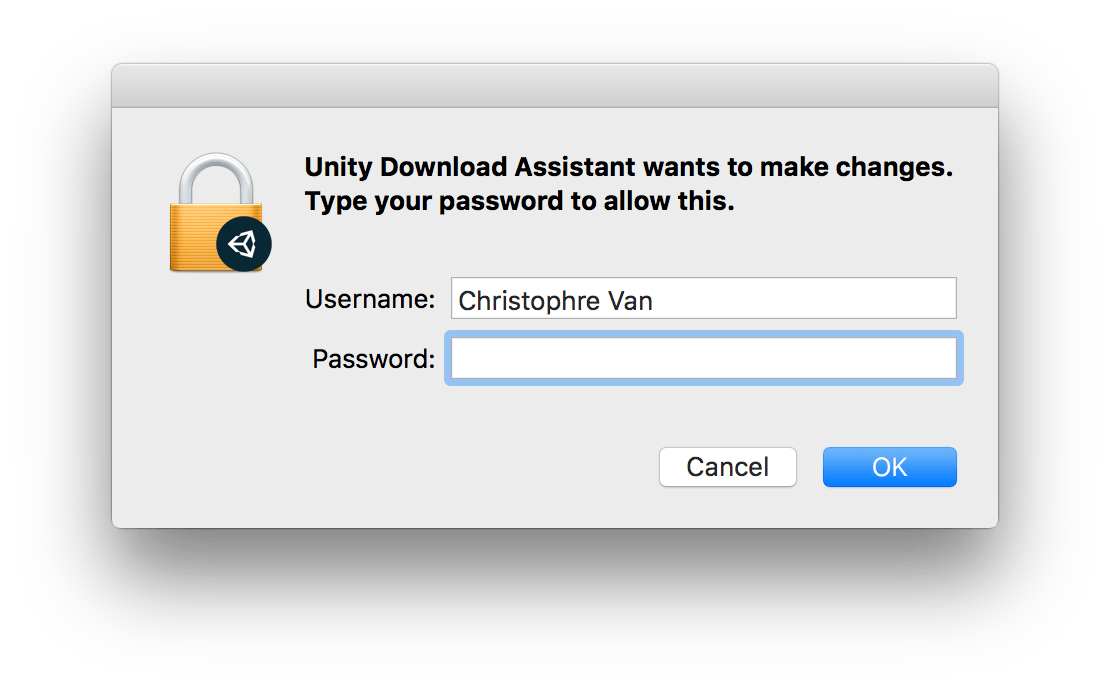 Unity Download Assistant wants to make changes.
Type your password to allow this.
Username: Christophre Van
Password:
Cancel OK